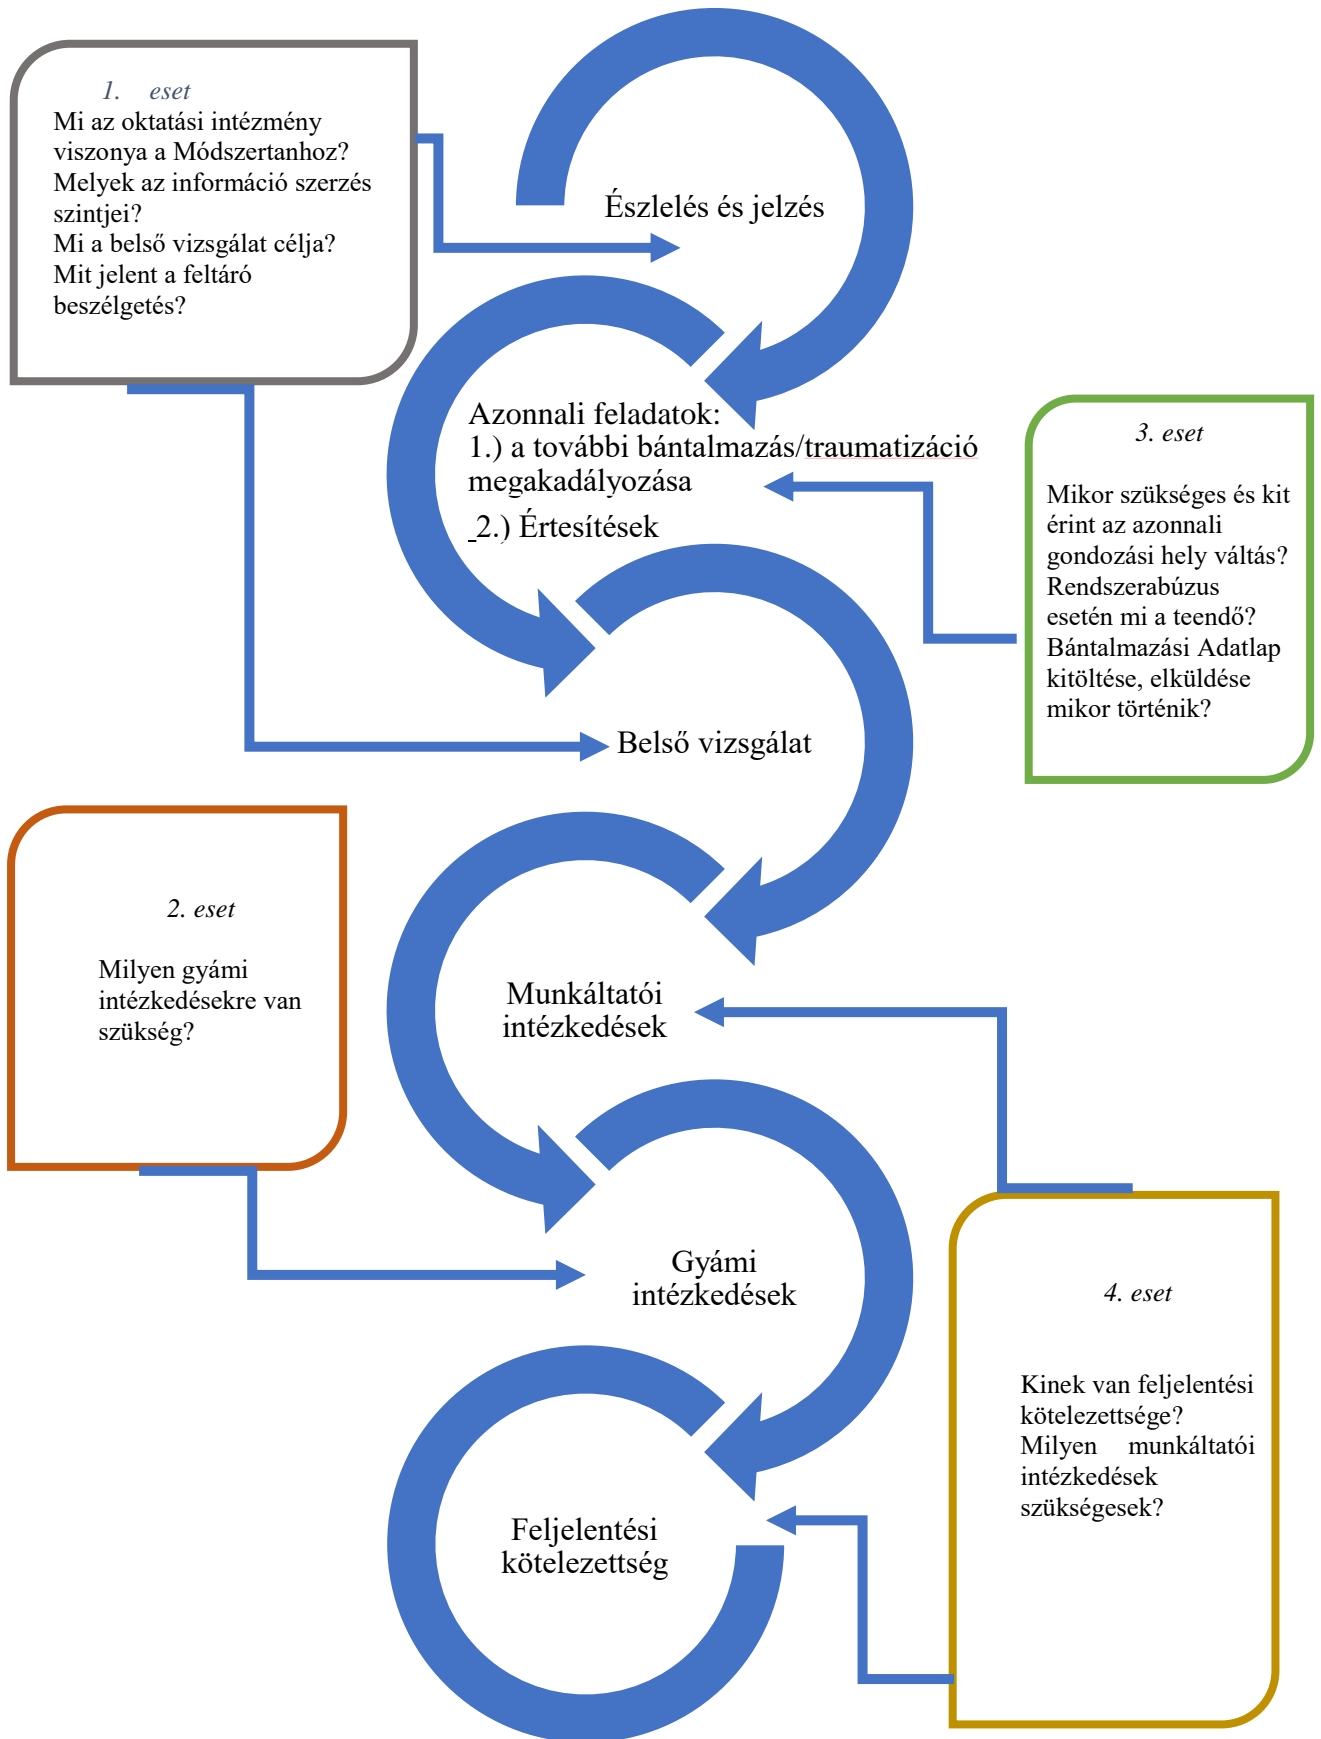 1. eset
Mi az oktatási intézmény
viszonya a Módszertanhoz?
Melyek az információ szerzés
szintjei?
Mi a belső vizsgálat célja?
Mit jelent a feltáró
beszélgetés?
Észlelés és jelzés
Azonnali feladatok:
1.) a további bántalmazás/traumatizáció
megakadályozása
2.) Értesítések
3. eset
Mikor szükséges és kit
érint az azonnali
gondozási hely váltás?
Rendszerabúzus
esetén mi a teendő?
Bántalmazási Adatlap
kitöltése, elküldése
mikor történik?
Belső vizsgálat
2. eset
Milyen gyámi
intézkedésekre van
szükség?
Munkáltatói
intézkedések
Gyámi
intézkedések
4. eset
Kinek van feljelentési
kötelezettsége?
Milyen munkáltatói
intézkedések
szükségesek?
Feljelentési
kötelezettség